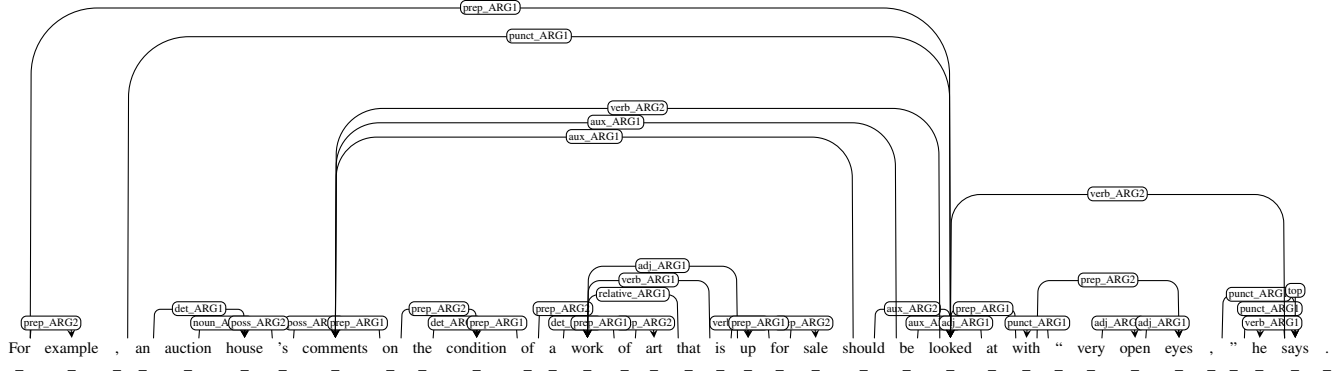 prep_ARG1
punct_ARG1
verb_ARG2
aux_ARG1
aux_ARG1
verb_ARG2
adj_ARG1
verb_ARG1 prep_ARG2
relative_ARG1 punct_ARG1 top
det_ARG1 prep_ARG2 prep_ARG2 aux_ARG2 prep_ARG1 punct_ARG1
prep_ARG2 poss_ARG2 prep_ARG1 prep_ARG1 prep_ARG1 prep_ARG1 adj_ARG1 punct_ARG1 adj_ARG1 verb_ARG1
For example , an auction house 's comments on the condition of a work of art that is up for sale should be looked at with “ very open eyes , ” he says .